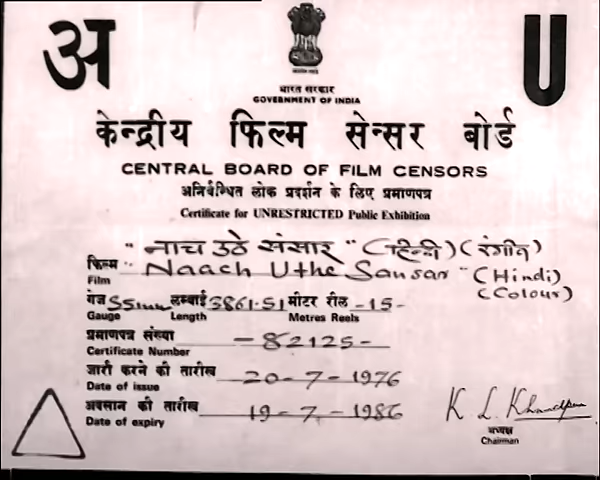 अ
U
भारत सरकार
GOVERNMENT OF INDIA
केन्द्रीय फिल्म सेन्सर बोर्ड
CENTRAL BOARD OF FILM CENSORS
अनिर्बन्धित लोक प्रदर्शन के लिए प्रमाणपत्र
Certificate for UNRESTRICTED Public Exhibition
"नाच उठे संसार" (हिन्दी) (रंगीन)
फिल्म "Naach Uthe Sansar" (Hindi)
Film (Colour)
गेज 35mm लम्बाई 3861.51 मीटर रील -15-
Gauge Length Metres Reels
प्रमाणपत्र संख्या -82125-
Certificate Number
जारी करने की तारीख 20-7-1976
Date of issue
अवसान की तारीख 19-7-1986
Date of expiry
K. L. Khandpur
अध्यक्ष
Chairman